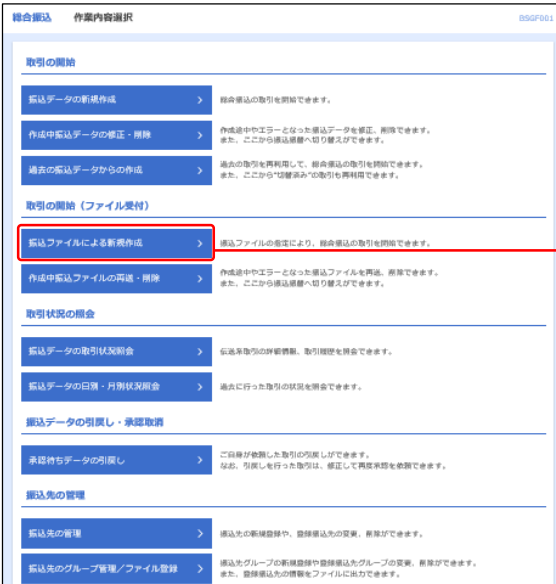 総合振込 作業内容選択 BSGF001
取引の開始
振込データの新規作成
総合振込の取引を開始できます。
作成中振込データの修正・削除
作成途中やエラーとなった振込データを修正、削除できます。
また、ここから振込振替へ切り替えができます。
過去の振込データからの作成
過去の取引を再利用して、総合振込の取引を開始できます。
また、ここから"切替済み"の取引も再利用できます。
取引の開始（ファイル受付）
振込ファイルによる新規作成
振込ファイルの指定により、総合振込の取引を開始できます。
作成中振込ファイルの再送・削除
作成途中やエラーとなった振込ファイルを再送、削除できます。
また、ここから振込振替へ切り替えができます。
取引状況の照会
振込データの取引状況照会
伝送系取引の詳細情報、取引履歴を照会できます。
振込データの日別・月別状況照会
過去に行った取引の状況を照会できます。
振込データの引戻し・承認取消
承認待ちデータの引戻し
ご自身が依頼した取引の引戻しができます。
なお、引戻しを行った取引は、修正して再度承認を依頼できます。
振込先の管理
振込先の管理
振込先の新規登録や、登録振込先の変更、削除ができます。
振込先のグループ管理／ファイル登録
振込先グループの新規登録や登録振込先グループの変更、削除ができます。
また、登録振込先の情報をファイルに出力できます。